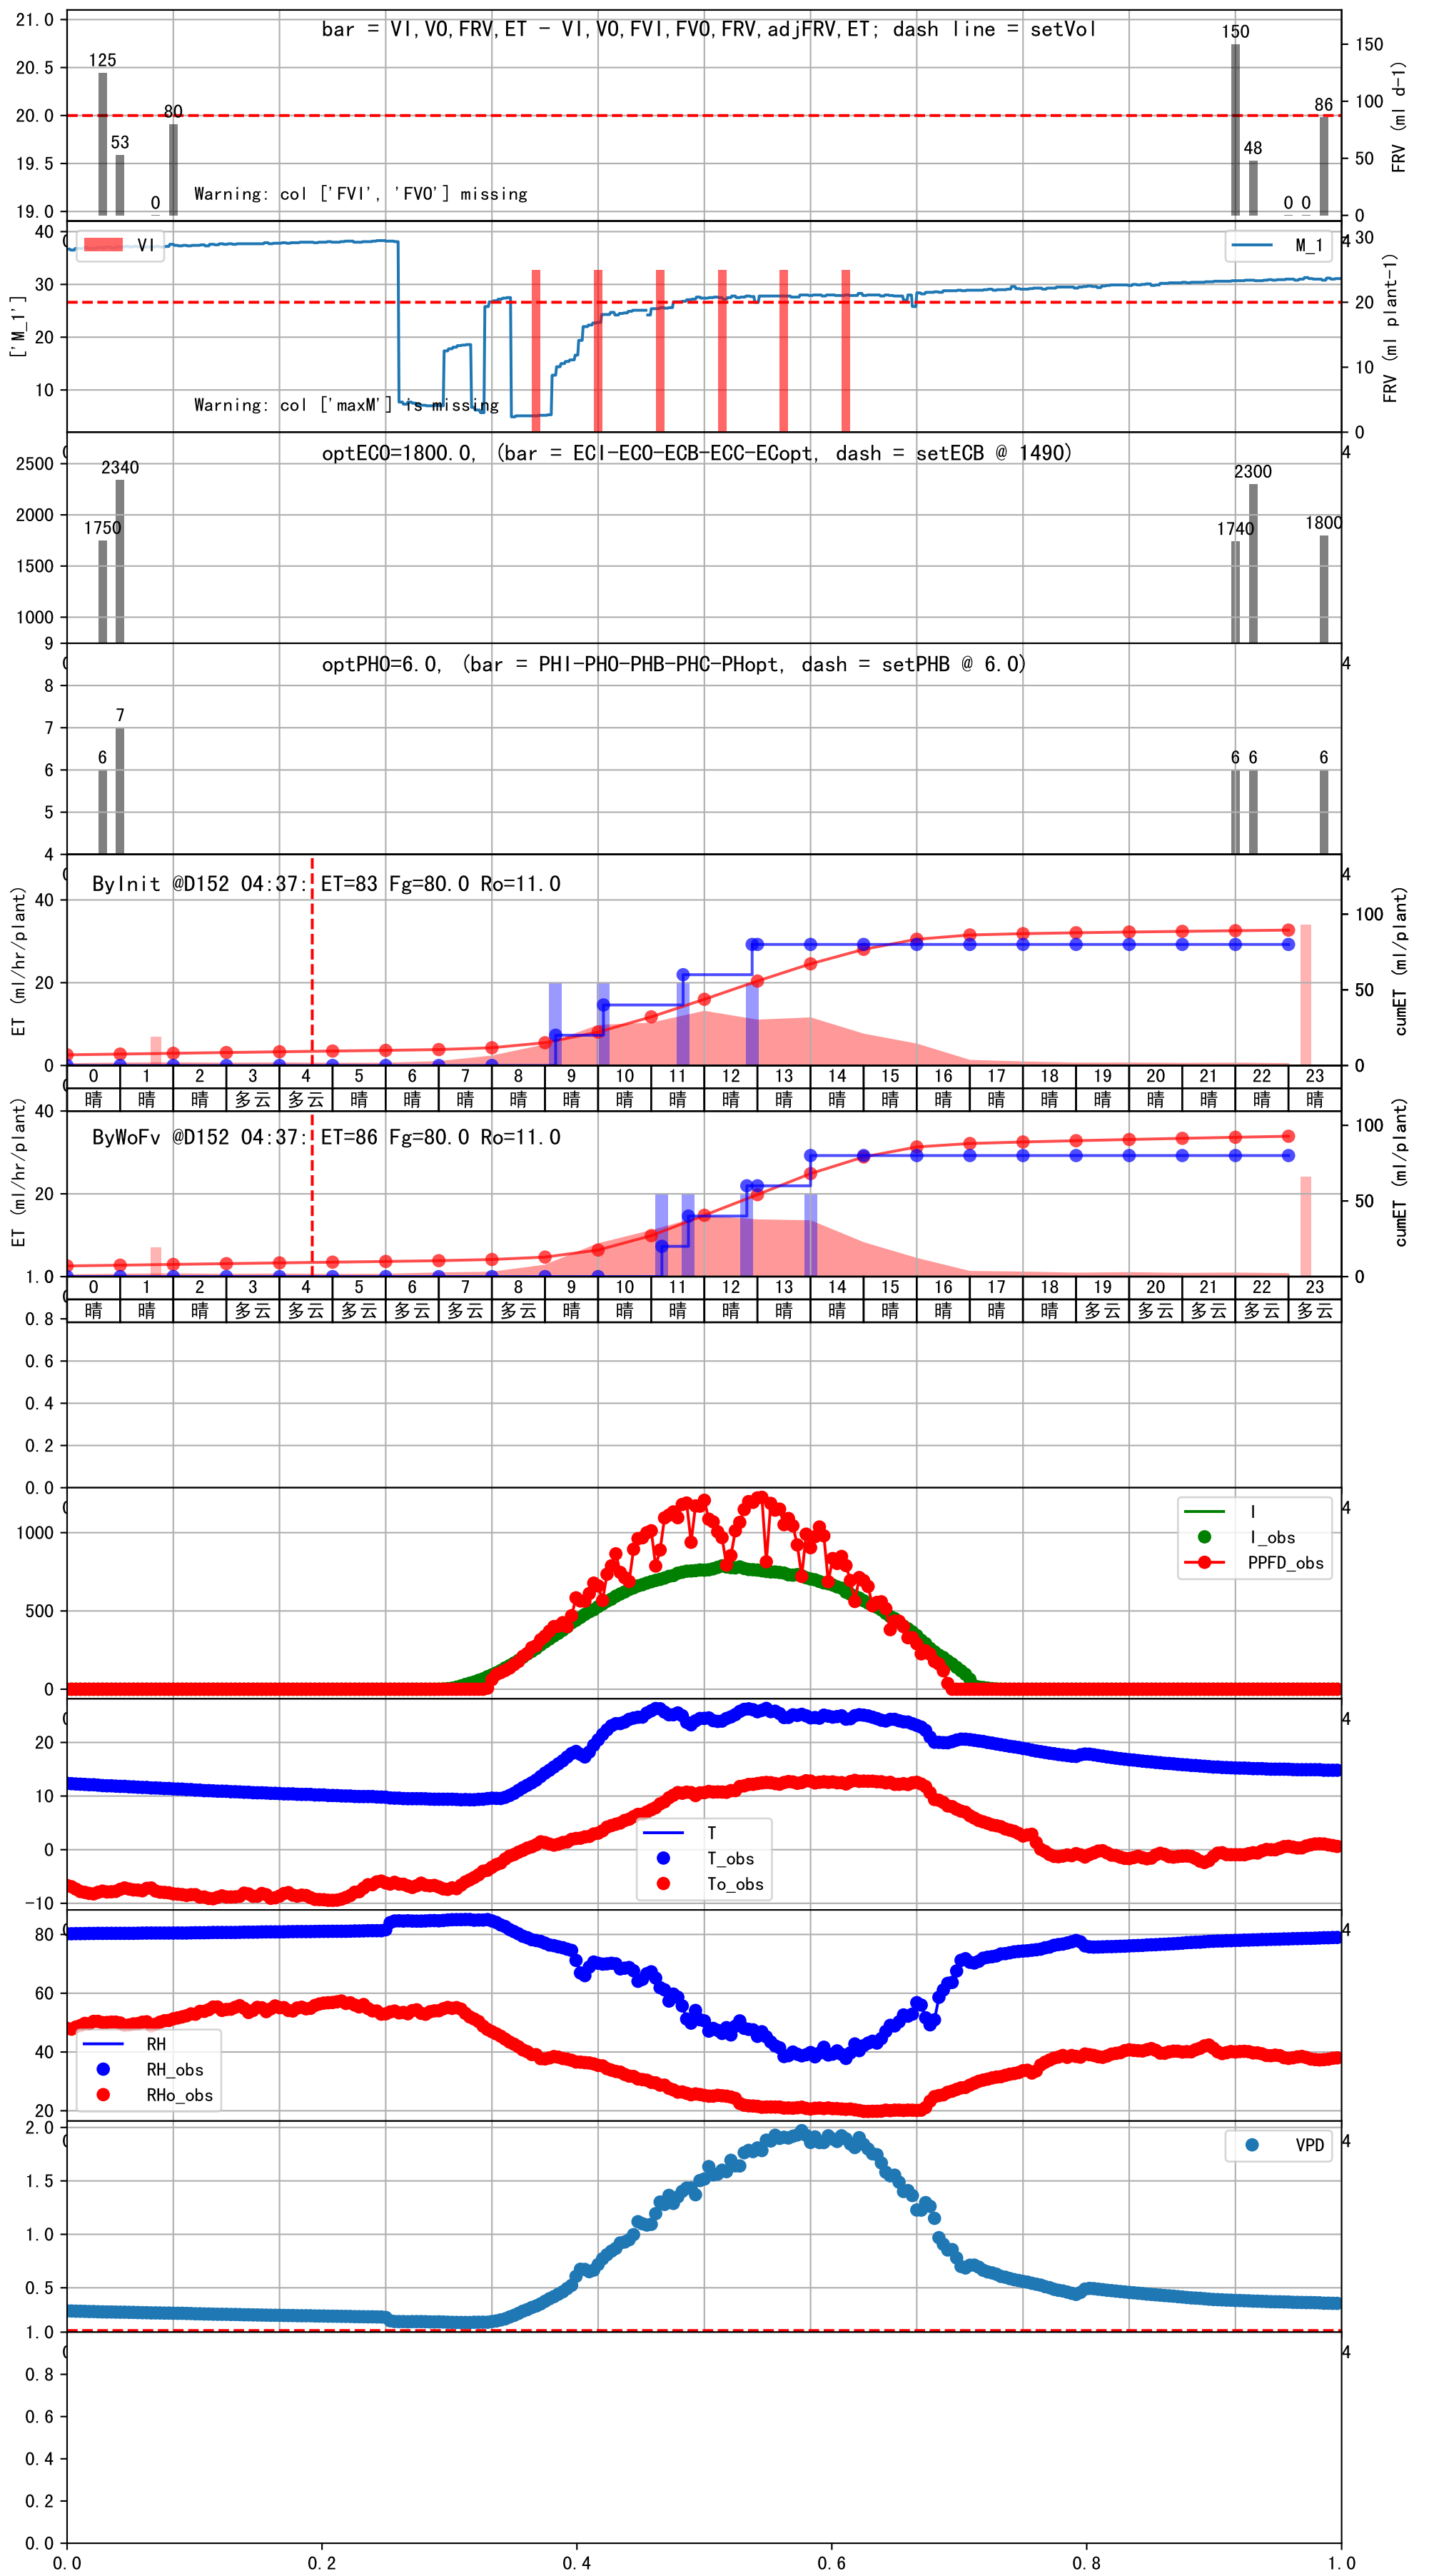 bar = VI,VO,FRV,ET - VI,VO,FVI,FVO,FRV,adjFRV,ET; dash line = setVol
21.0
20.5
20.0
19.5
19.0
125
53
0
80
150
48
0 0
86
Warning: col ['FVI', 'FVO'] missing
150
100
50
0
FRV (ml d-1)
['M_1']
40
30
20
10
VI
M_1
Warning: col ['maxM'] is missing
4
30
20
10
0
FRV (ml plant-1)
optECO=1800.0, (bar = ECI-ECO-ECB-ECC-ECopt, dash = setECB @ 1490)
2500
2000
1500
1000
1750
2340
1740
2300
1800
4
optPHO=6.0, (bar = PHI-PHO-PHB-PHC-PHopt, dash = setPHB @ 6.0)
9
8
7
6
5
4
6
7
6 6
6
4
ByInit @D152 04:37: ET=83 Fg=80.0 Ro=11.0
ET (ml/hr/plant)
40
20
0
4
100
50
0
cumET (ml/plant)
0 1 2 3 4 5 6 7 8 9 10 11 12 13 14 15 16 17 18 19 20 21 22 23
晴 晴 晴 多云 多云 晴 晴 晴 多云 晴 晴 晴 晴 晴 晴 晴 晴 晴 晴 晴 晴 晴 晴 晴
ByWoFv @D152 04:37: ET=86 Fg=80.0 Ro=11.0
ET (ml/hr/plant)
40
20
100
50
0
cumET (ml/plant)
0 1 2 3 4 5 6 7 8 9 10 11 12 13 14 15 16 17 18 19 20 21 22 23
晴 晴 晴 多云 多云 多云 多云 多云 多云 晴 晴 晴 晴 晴 晴 晴 晴 晴 晴 多云 多云 多云 多云 多云
1.0
0.8
0.6
0.4
0.2
0.0
1000
500
0
I
I_obs
PPFD_obs
4
20
10
0
-10
T
T_obs
To_obs
4
80
60
40
20
RH
RH_obs
RHo_obs
4
2.0
1.5
1.0
0.5
VPD
4
1.0
0.8
0.6
0.4
0.2
0.0
4
0.0 0.2 0.4 0.6 0.8 1.0